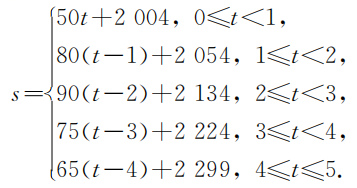 s={50t+2 004, 0⩽t<1,
80(t-1)+2 054, 1⩽t<2,
90(t-2)+2 134, 2⩽t<3,
75(t-3)+2 224, 3⩽t<4,
65(t-4)+2 299, 4⩽t⩽5.